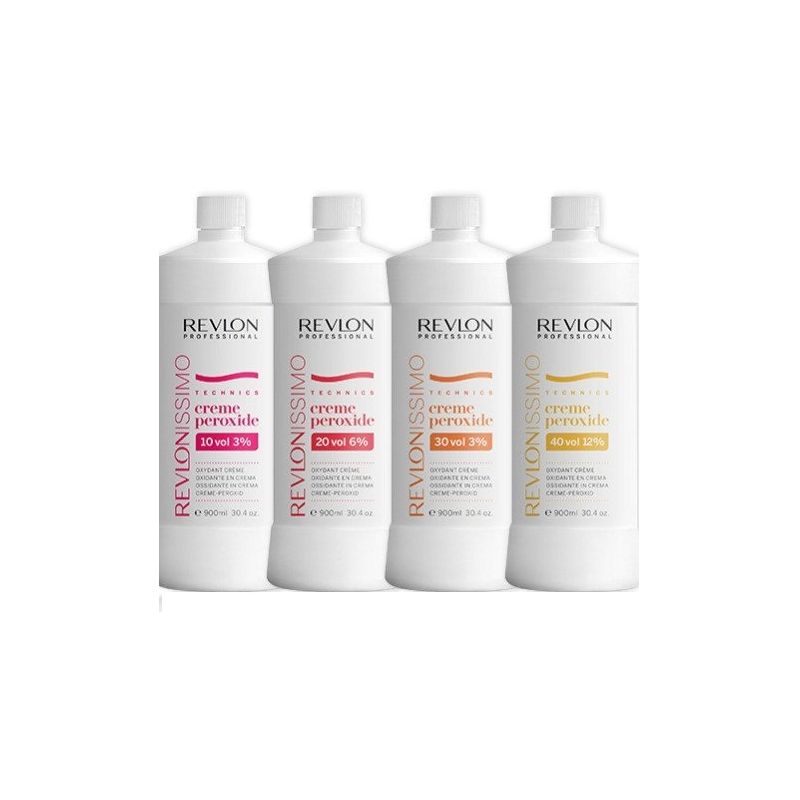 REVLON
PROFESSIONAL
REVLONISSIMO
TECHNICS
creme
peroxide
10 vol 3%
OXYDANT CRÈME
OXIDANTE EN CREMA
OSSIDANTE IN CREMA
CREME-PEROXID
e 900ml 30.4 oz.
REVLON
PROFESSIONAL
REVLONISSIMO
TECHNICS
creme
peroxide
20 vol 6%
OXYDANT CRÈME
OXIDANTE EN CREMA
OSSIDANTE IN CREMA
CREME-PEROXID
e 900ml 30.4 oz.
REVLON
PROFESSIONAL
REVLONISSIMO
TECHNICS
creme
peroxide
30 vol 3%
OXYDANT CRÈME
OXIDANTE EN CREMA
OSSIDANTE IN CREMA
CREME-PEROXID
e 900ml 30.4 oz.
REVLON
PROFESSIONAL
REVLONISSIMO
TECHNICS
creme
peroxide
40 vol 12%
OXYDANT CRÈME
OXIDANTE EN CREMA
OSSIDANTE IN CREMA
CREME-PEROXID
e 900ml 30.4 oz.